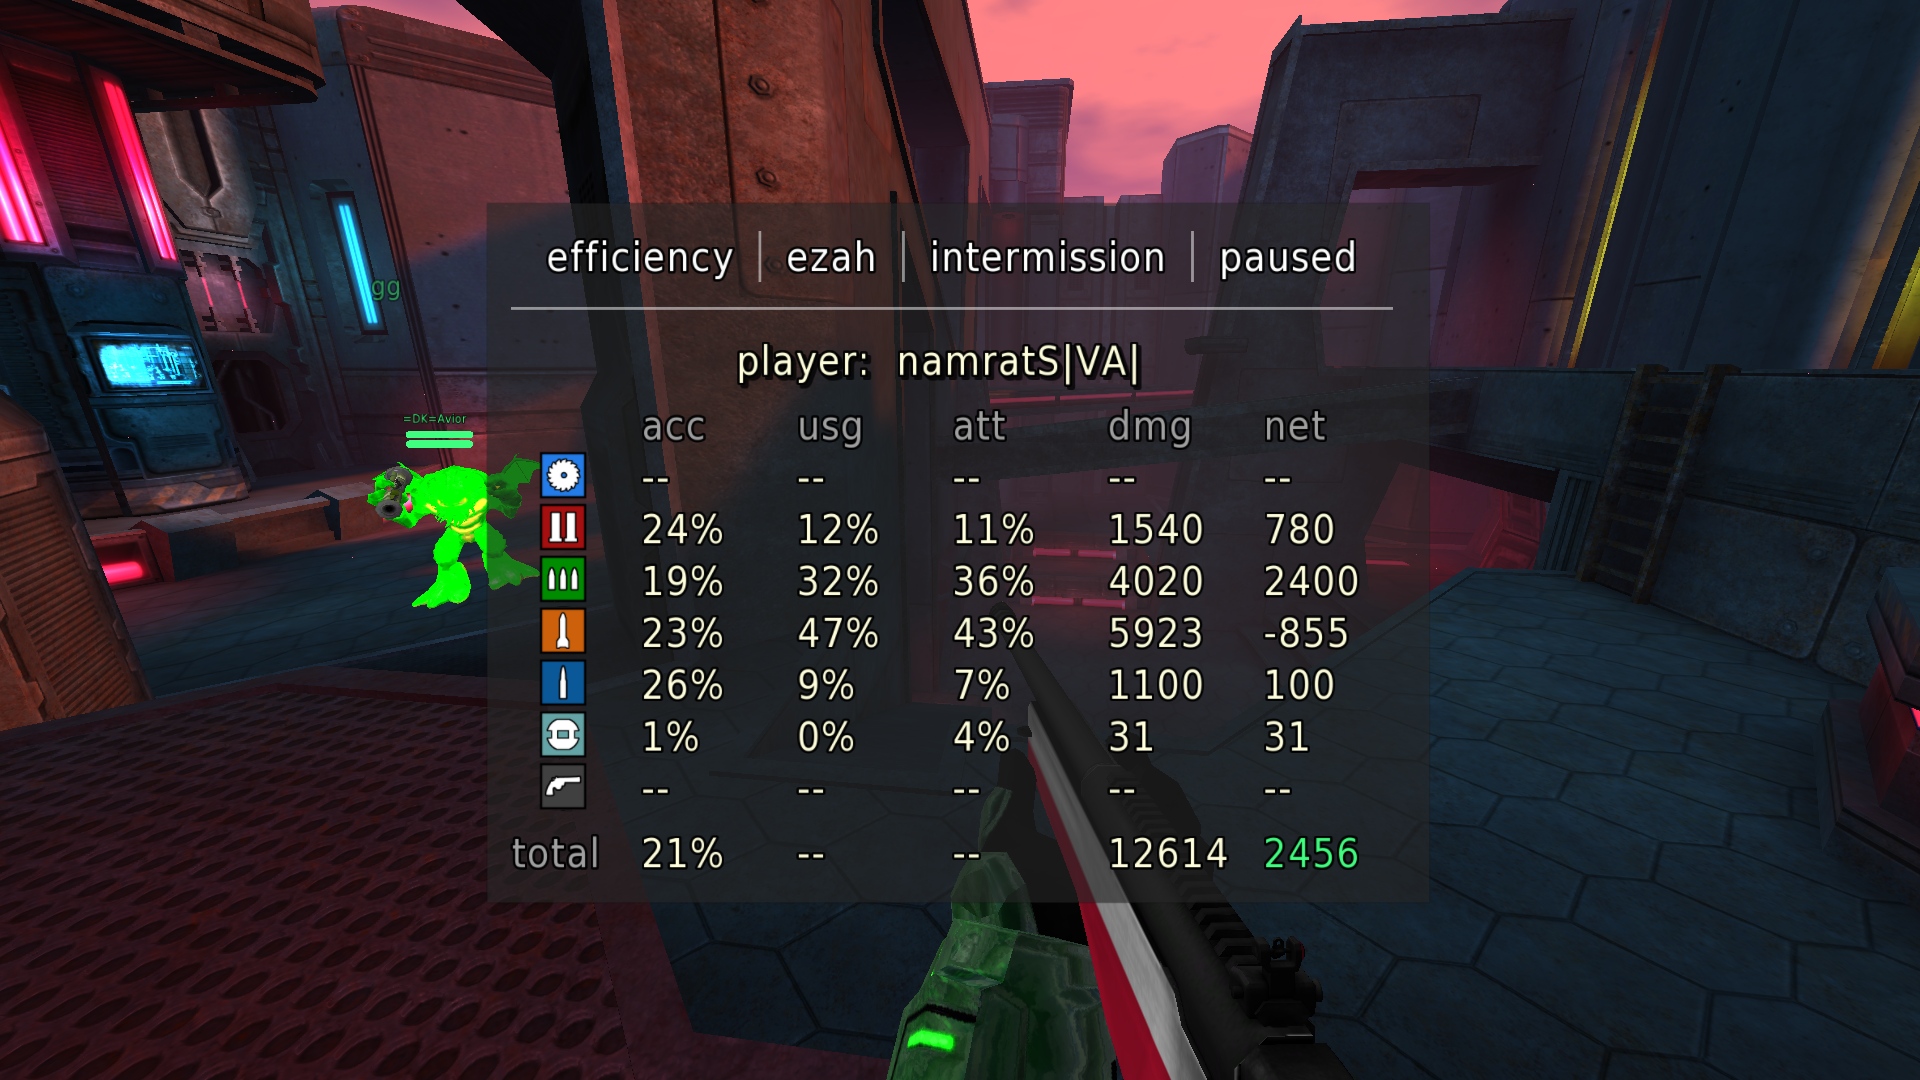 efficiency | ezah | intermission | paused
gg
player: namratS|VA|
=DK=Avior
acc usg att dmg net
-- -- -- -- --
24% 12% 11% 1540 780
19% 32% 36% 4020 2400
23% 47% 43% 5923 -855
26% 9% 7% 1100 100
1% 0% 4% 31 31
-- -- -- -- --
total 21% -- -- 12614 2456